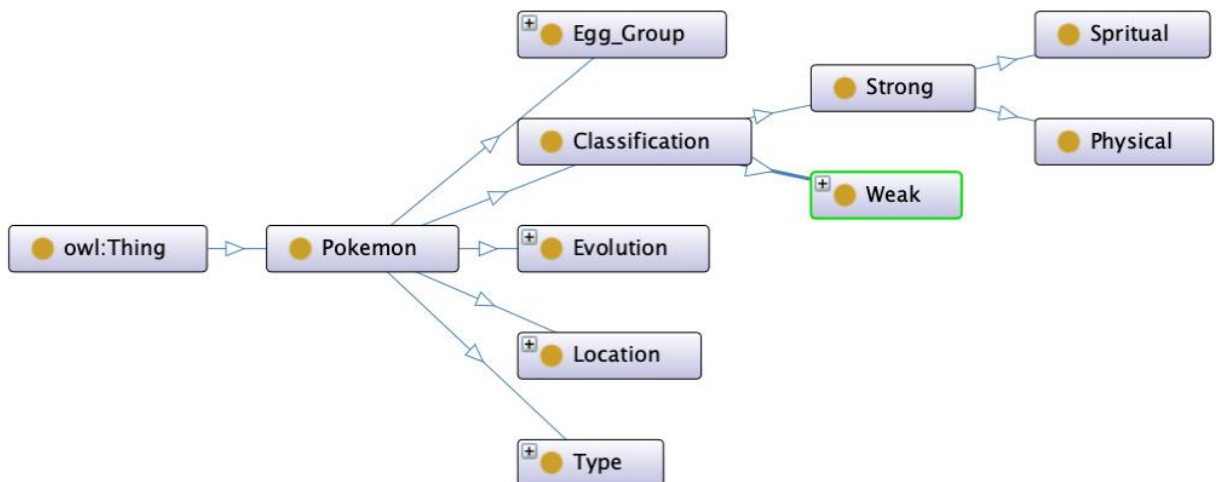 Egg_Group
Spritual
Strong
Classification
Physical
Weak
owl:Thing
Pokemon
Evolution
Location
Type